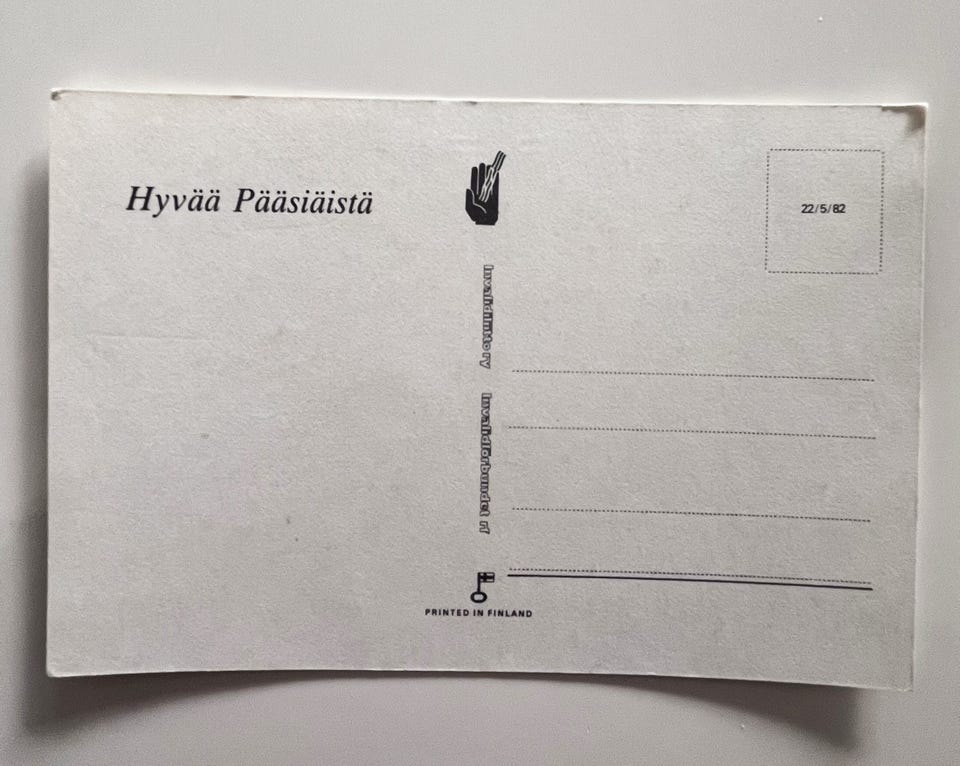 Hyvää Pääsiäistä
Invalidiliitto ry
Invalidförbundet rf
PRINTED IN FINLAND
22/5/82